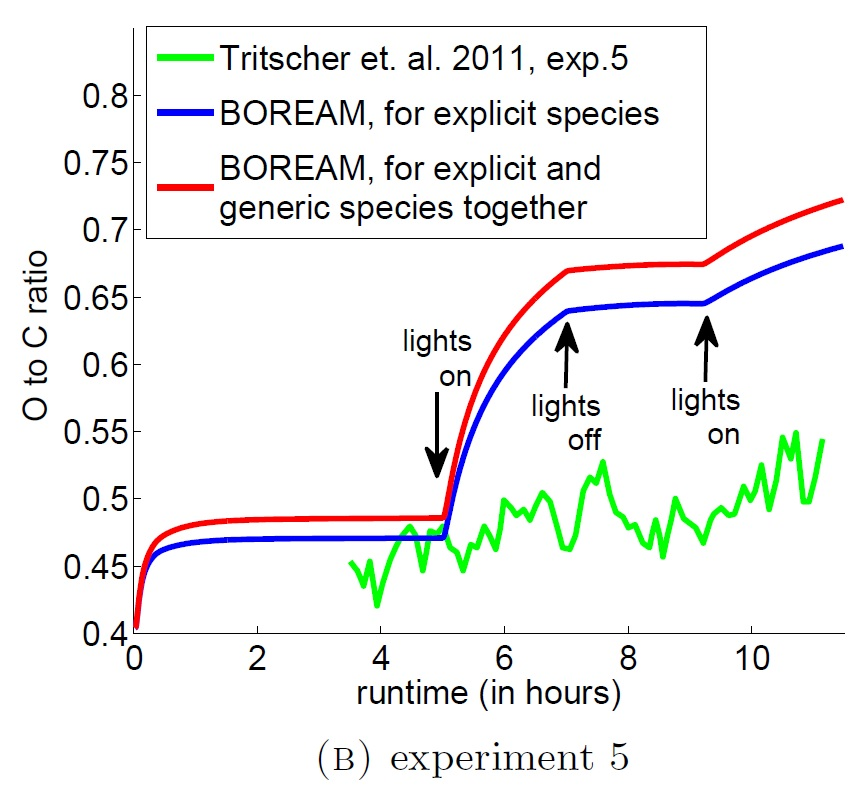 Tritscher et. al. 2011, exp.5
BOREAM, for explicit species
BOREAM, for explicit and
generic species together
0.8
0.75
0.7
0.65
0.6
0.55
0.5
0.45
0.4
O to C ratio
lights
on
lights
off
lights
on
0 2 4 6 8 10
runtime (in hours)
(B) experiment 5